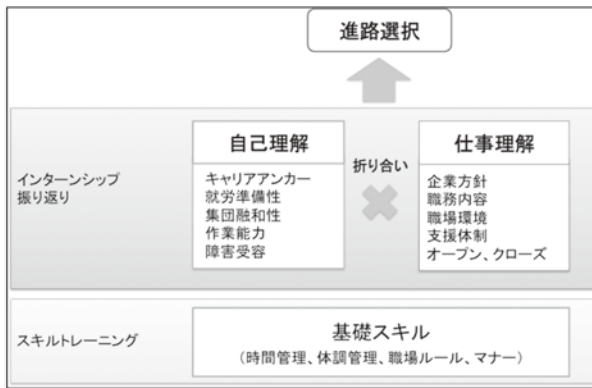 進路選択
インターンシップ
振り返り
自己理解
キャリアアンカー
就労準備性
集団融和性
作業能力
障害受容
折り合い
仕事理解
企業方針
職務内容
職場環境
支援体制
オープン、クローズ
スキルトレーニング
基礎スキル
(時間管理、体調管理、職場ルール、マナー)